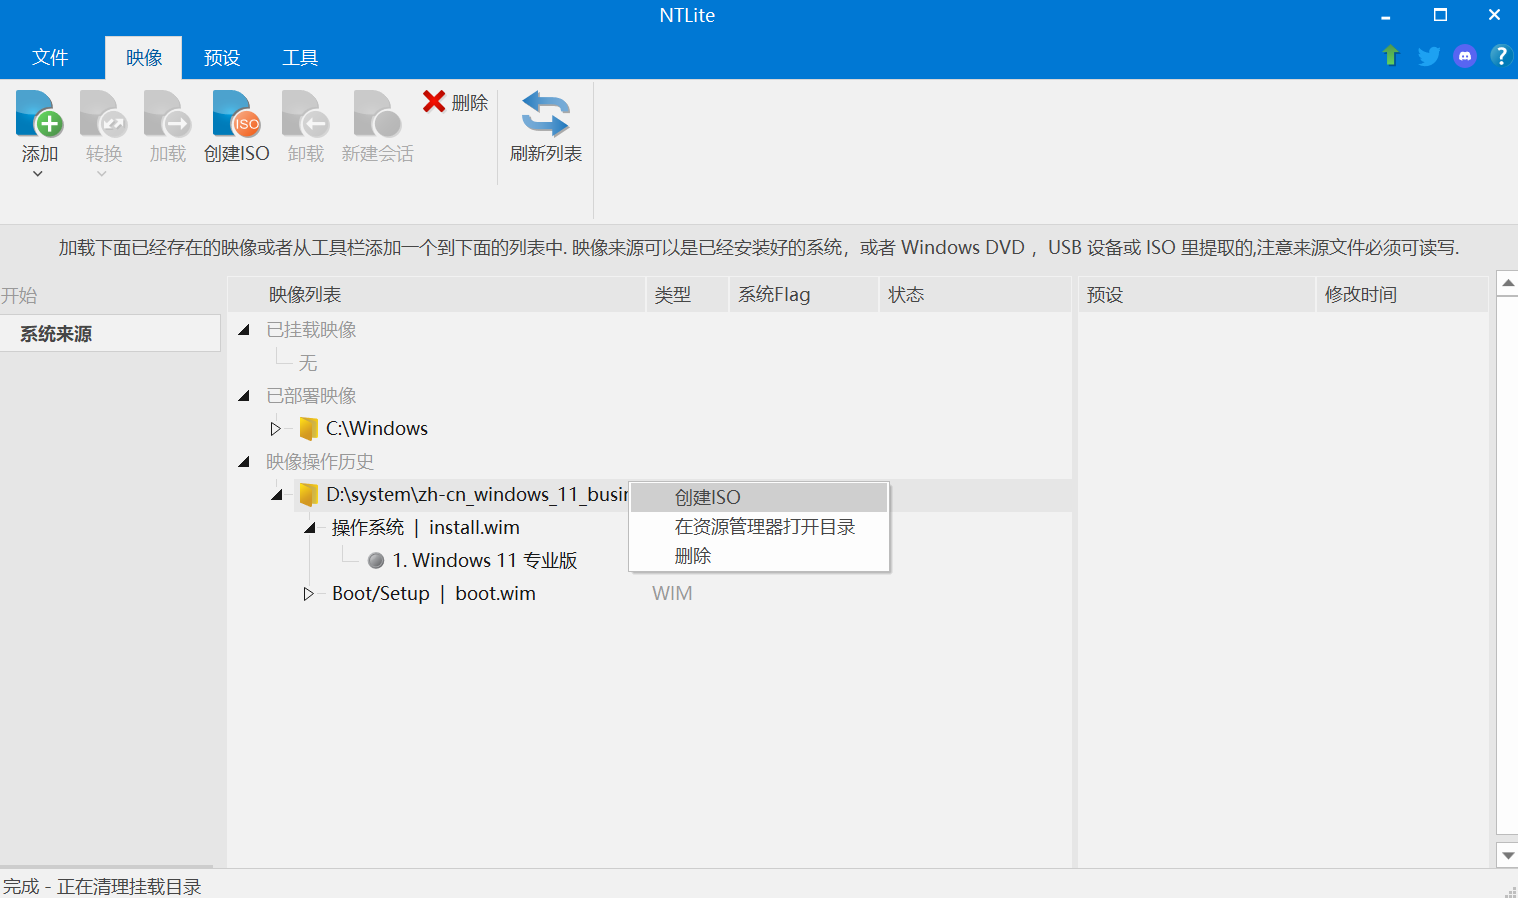 NTLite
文件 映像 预设 工具
添加 转换 加载 创建ISO 卸载 新建会话 删除 刷新列表
ISO
加载下面已经存在的映像或者从工具栏添加一个到下面的列表中. 映像来源可以是已经安装好的系统，或者 Windows DVD ，USB 设备或 ISO 里提取的,注意来源文件必须可读写.
开始
系统来源
映像列表 类型 系统Flag 状态 预设 修改时间
已挂载映像
无
已部署映像
C:\Windows
映像操作历史
D:\system\zh-cn_windows_11_busin
操作系统 | install.wim
1. Windows 11 专业版
Boot/Setup | boot.wim WIM
创建ISO
在资源管理器打开目录
删除
完成 - 正在清理挂载目录